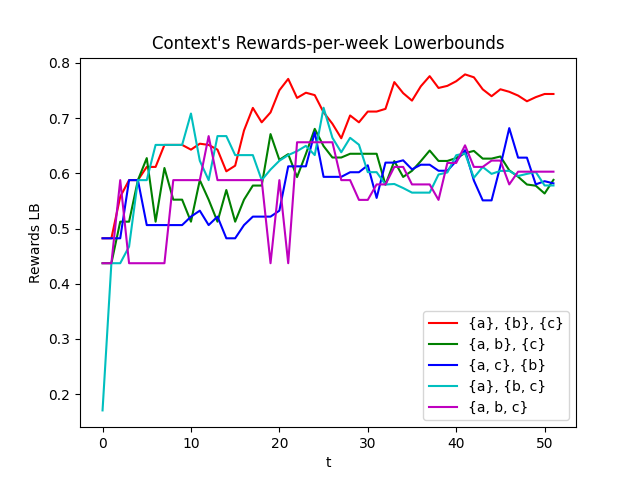 Context's Rewards-per-week Lowerbounds
0.8
0.7
0.6
0.5
0.4
0.3
0.2
Rewards LB
{a}, {b}, {c}
{a, b}, {c}
{a, c}, {b}
{a}, {b, c}
{a, b, c}
0 10 20 30 40 50
t